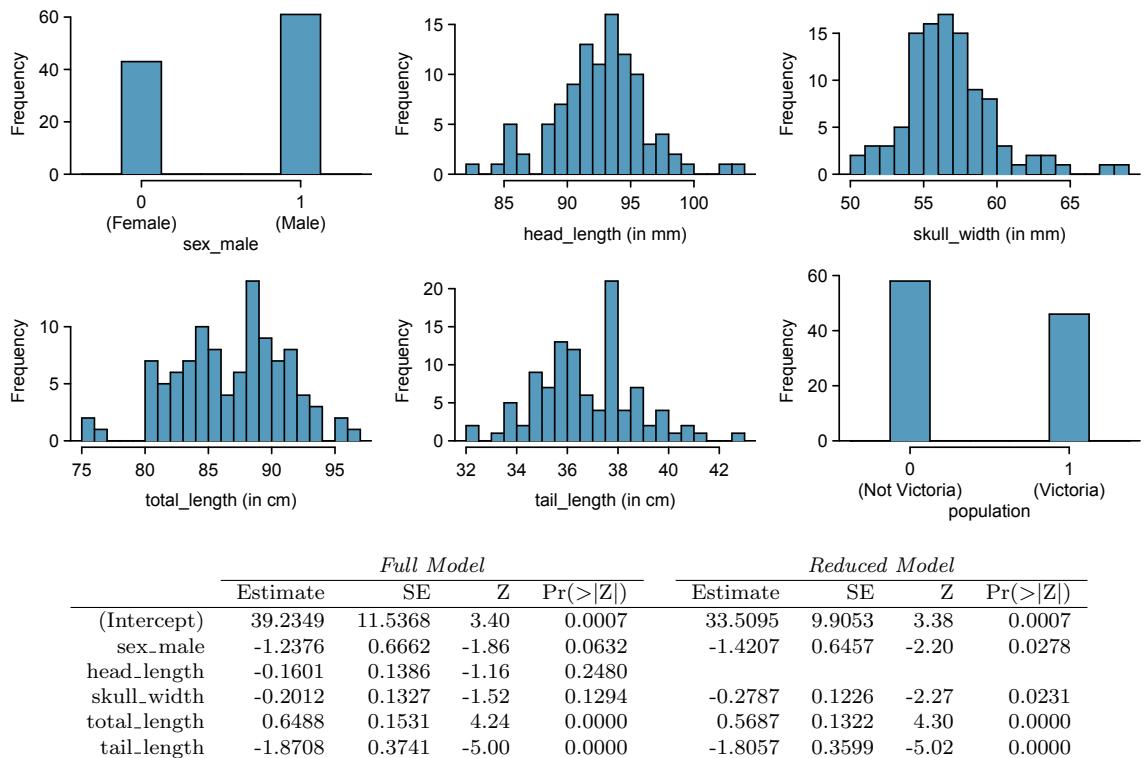 60
40
20
0
Frequency
0
(Female)
1
(Male)
sex_male
15
10
5
0
Frequency
85 90 95 100
head_length (in mm)
15
10
5
0
Frequency
50 55 60 65
skull_width (in mm)
10
5
0
Frequency
75 80 85 90 95
total_length (in cm)
20
15
10
5
0
Frequency
32 34 36 38 40 42
tail_length (in cm)
60
40
20
0
Frequency
0
(Not Victoria)
1
(Victoria)
population
Full Model Reduced Model
Estimate SE Z Pr(>|Z|) Estimate SE Z Pr(>|Z|)
(Intercept) 39.2349 11.5368 3.40 0.0007 33.5095 9.9053 3.38 0.0007
sex_male -1.2376 0.6662 -1.86 0.0632 -1.4207 0.6457 -2.20 0.0278
head_length -0.1601 0.1386 -1.16 0.2480
skull_width -0.2012 0.1327 -1.52 0.1294 -0.2787 0.1226 -2.27 0.0231
total_length 0.6488 0.1531 4.24 0.0000 0.5687 0.1322 4.30 0.0000
tail_length -1.8708 0.3741 -5.00 0.0000 -1.8057 0.3599 -5.02 0.0000